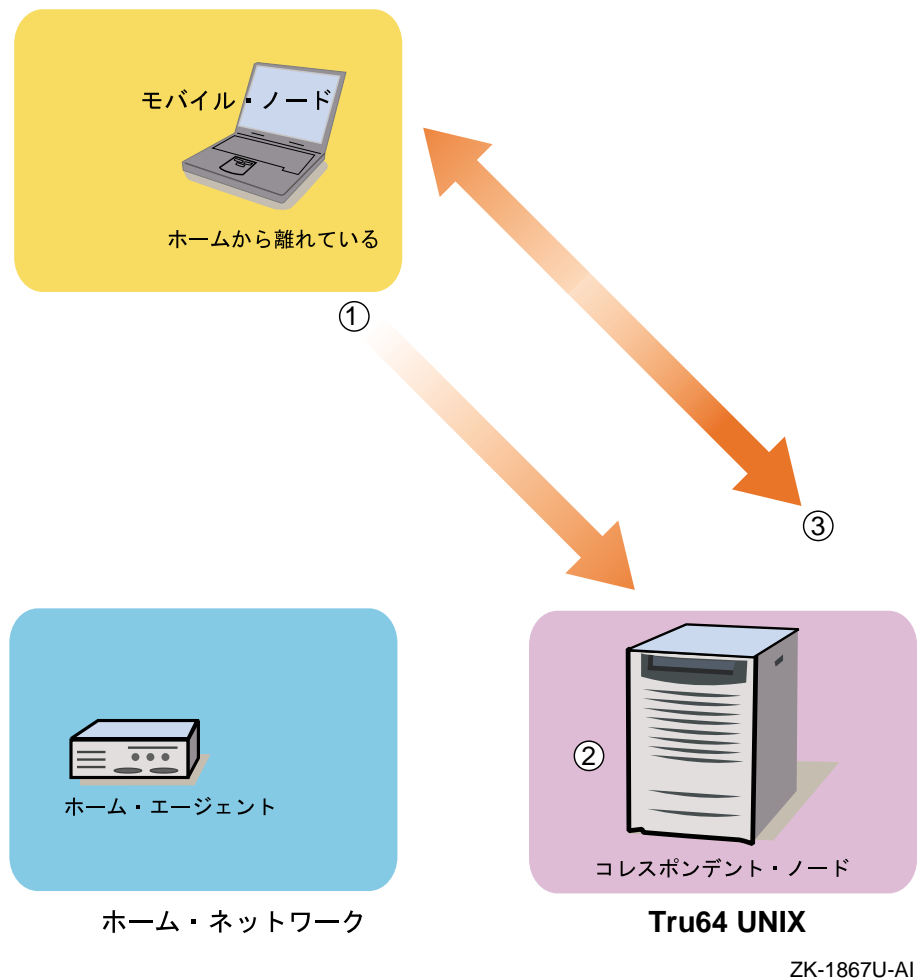 モバイル・ノード
ホームから離れている
①
③
②
ホーム・エージェント
コレスポンデント・ノード
ホーム・ネットワーク
Tru64 UNIX
ZK-1867U-AI